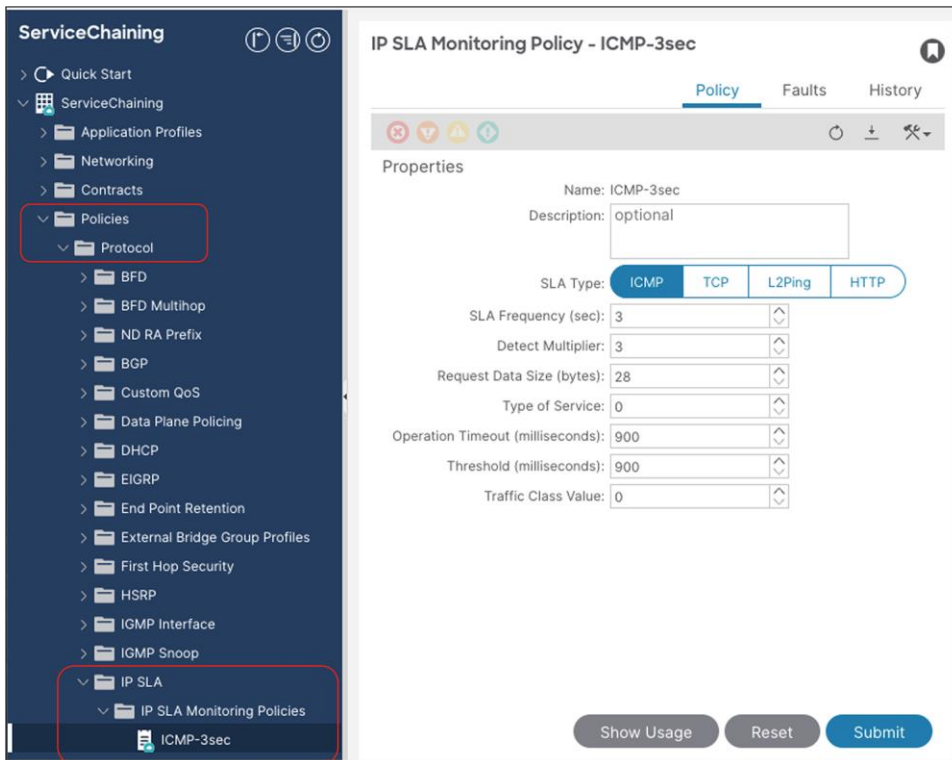 ServiceChaining
Quick Start
ServiceChaining
Application Profiles
Networking
Contracts
Policies
Protocol
BFD
BFD Multihop
ND RA Prefix
BGP
Custom QoS
Data Plane Policing
DHCP
EIGRP
End Point Retention
External Bridge Group Profiles
First Hop Security
HSRP
IGMP Interface
IGMP Snoop
IP SLA
IP SLA Monitoring Policies
ICMP-3sec
IP SLA Monitoring Policy - ICMP-3sec
Policy Faults History
Properties
Name: ICMP-3sec
Description: optional
SLA Type: ICMP TCP L2Ping HTTP
SLA Frequency (sec): 3
Detect Multiplier: 3
Request Data Size (bytes): 28
Type of Service: 0
Operation Timeout (milliseconds): 900
Threshold (milliseconds): 900
Traffic Class Value: 0
Show Usage Reset Submit